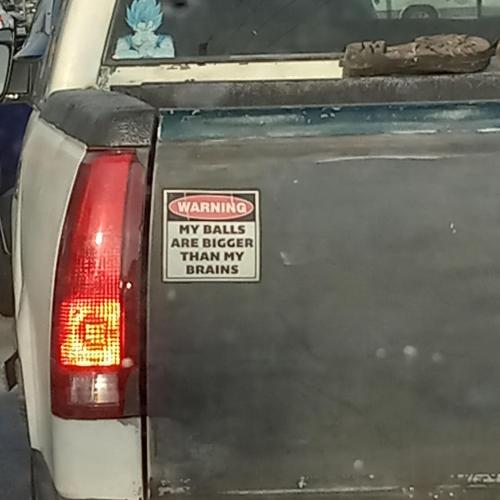 WARNING
MY BALLS
ARE BIGGER
THAN MY
BRAINS